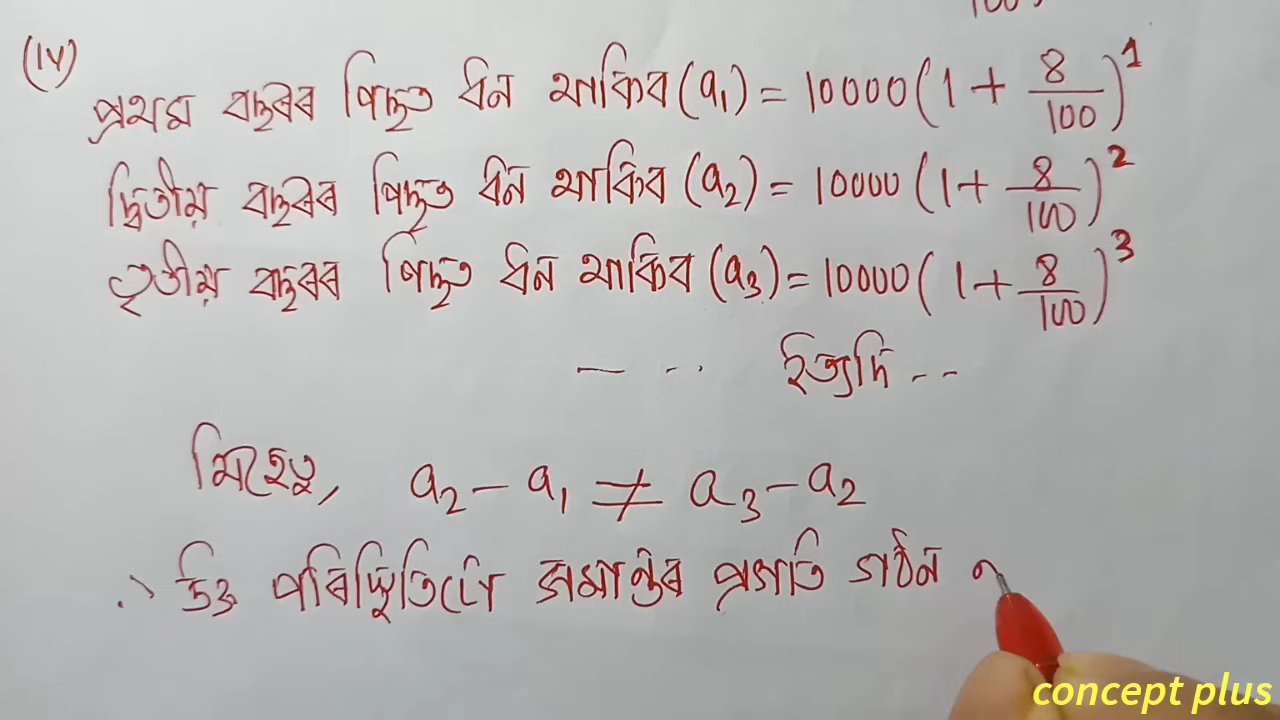 100
(iv)
প্ৰথম বছৰৰ পিছত ধন থাকিব (a₁) = 10000 (1 + 8/100)¹
দ্বিতীয় বছৰৰ পিছত ধন থাকিব (a₂) = 10000 (1 + 8/100)²
তৃতীয় বছৰৰ পিছত ধন থাকিব (a₃) = 10000 (1 + 8/100)³
— ·· ইত্যাদি --
যিহেতু, a₂ – a₁ ≠ a₃ – a₂
∴ উক্ত পৰিস্থিতিটোৱে সমান্তৰ প্ৰগতি গঠন
concept plus